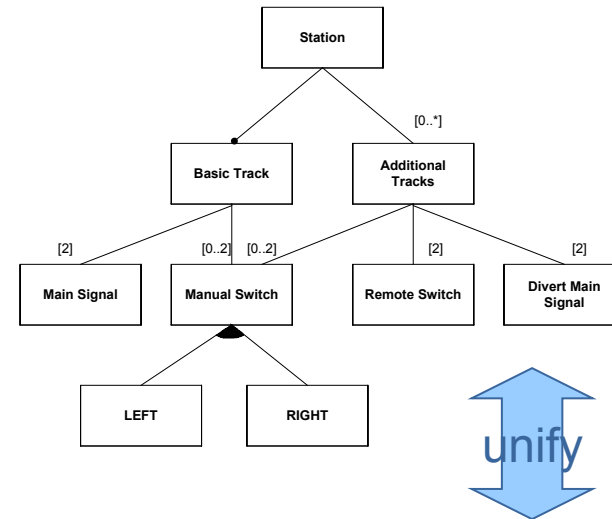 Station
[0..*]
Basic Track
Additional
Tracks
[2]
[0..2]
[0..2]
[2]
[2]
Main Signal
Manual Switch
Remote Switch
Divert Main
Signal
LEFT
RIGHT
unify